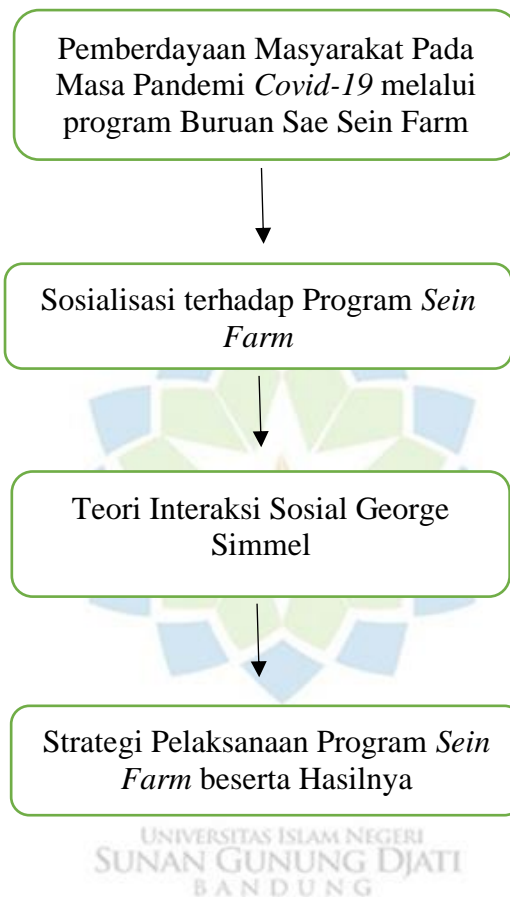 Pemberdayaan Masyarakat Pada
Masa Pandemi Covid-19 melalui
program Buruan Sae Sein Farm
Sosialisasi terhadap Program Sein
Farm
Teori Interaksi Sosial George
Simmel
Strategi Pelaksanaan Program Sein
Farm beserta Hasilnya
UNIVERSITAS ISLAM NEGERI
SUNAN GUNUNG DJATI
BANDUNG